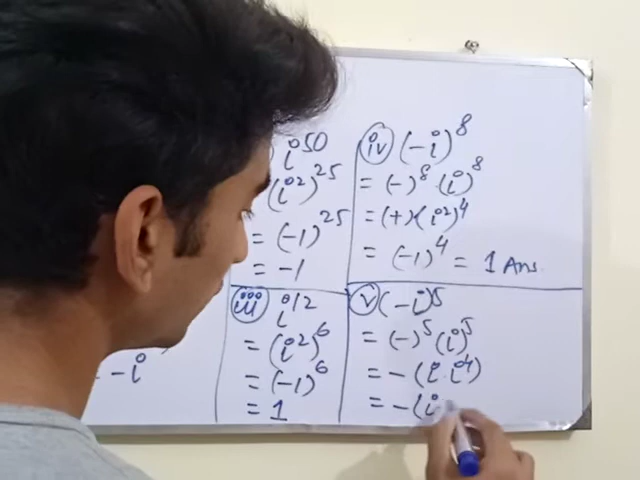 i^50
(i^2)^25
= (-1)^25
= -1
- i
(iii) i^12
= (i^2)^6
= (-1)^6
= 1
(iv) (-i)^8
= (-)^8 . (i)^8
= (+) (i^2)^4
= (-1)^4 = 1 Ans
(v) (-i)^5
= (-)^5 (i)^5
= - (i . i^4)
= - (i